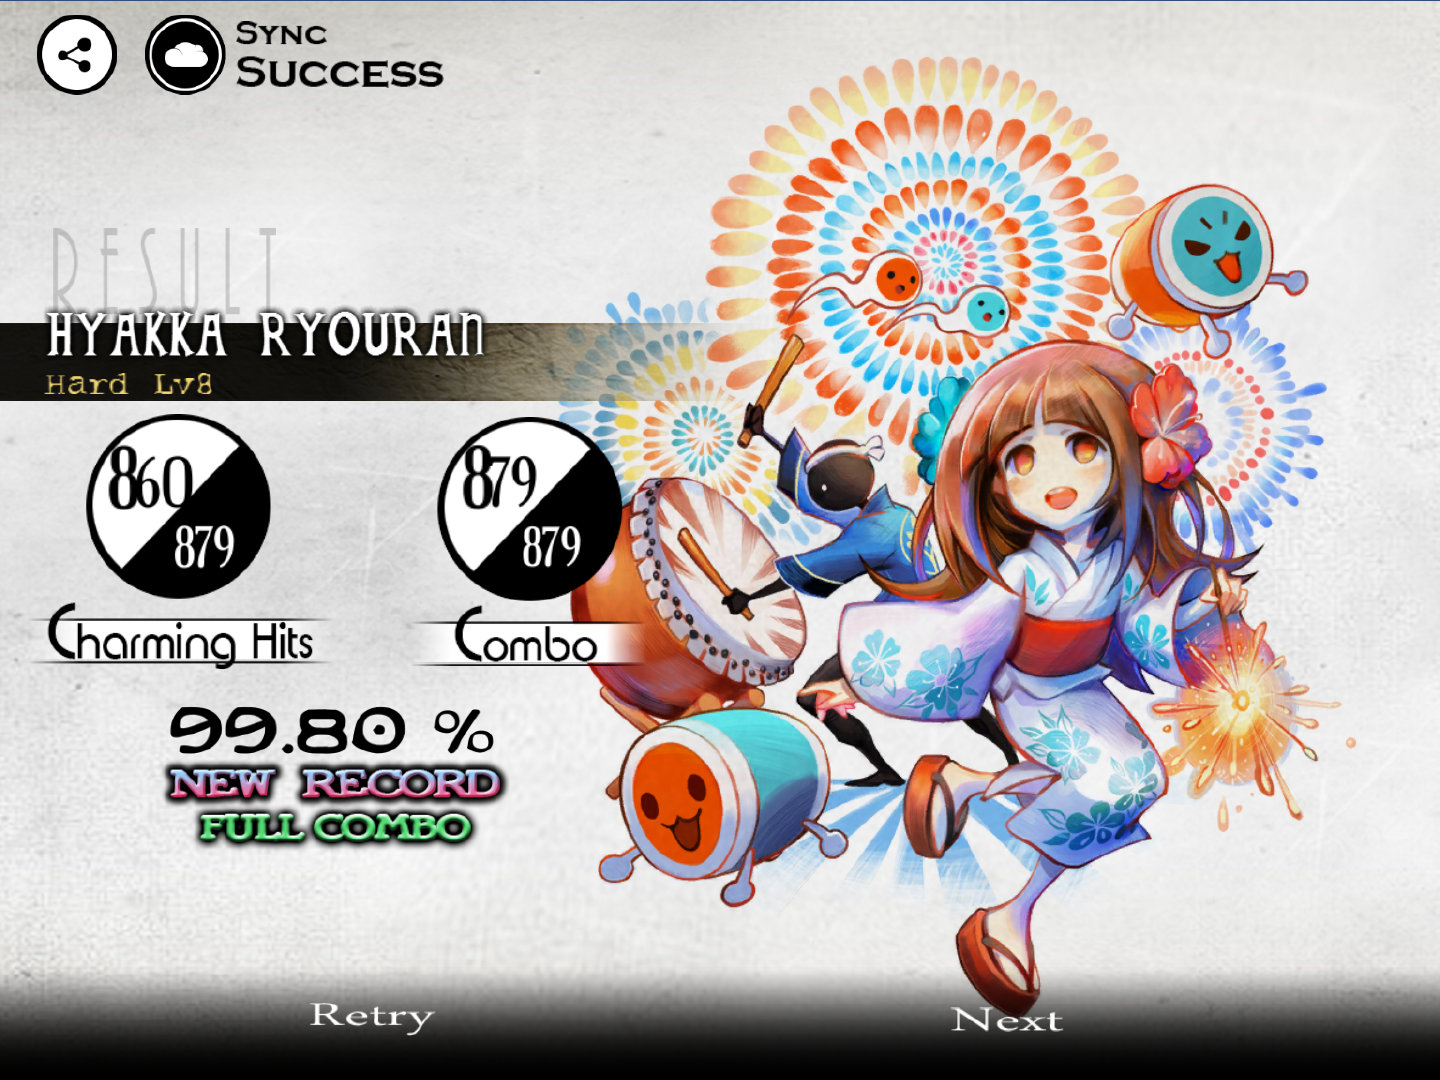 SYNC
SUCCESS
RESULT
HYAKKA RYOURAN
Hard Lv8
860
879
Charming Hits
879
879
Combo
99.80 %
NEW RECORD
FULL COMBO
Retry
Next